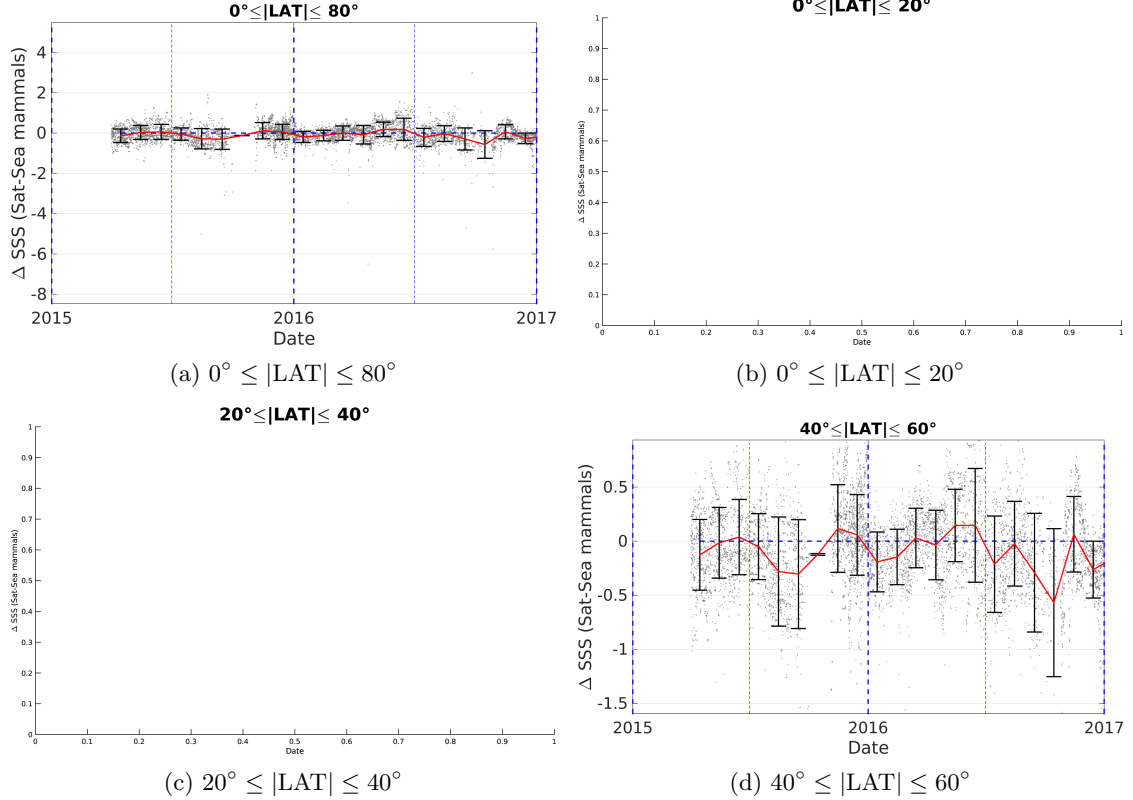 0°≤|LAT|≤ 80°
Δ SSS (Sat-Sea mammals)
4
2
0
-2
-4
-6
-8
2015
2016
2017
Date
(a) 0° ≤ |LAT| ≤ 80°
0°≤|LAT|≤ 20°
Δ SSS (Sat-Sea mammals)
1
0.9
0.8
0.7
0.6
0.5
0.4
0.3
0.2
0.1
0
0 0.1 0.2 0.3 0.4 0.5 0.6 0.7 0.8 0.9 1
Date
(b) 0° ≤ |LAT| ≤ 20°
20°≤|LAT|≤ 40°
Δ SSS (Sat-Sea mammals)
1
0.9
0.8
0.7
0.6
0.5
0.4
0.3
0.2
0.1
0
0 0.1 0.2 0.3 0.4 0.5 0.6 0.7 0.8 0.9 1
Date
(c) 20° ≤ |LAT| ≤ 40°
40°≤|LAT|≤ 60°
Δ SSS (Sat-Sea mammals)
0.5
0
-0.5
-1
-1.5
2015 2016 2017
Date
(d) 40° ≤ |LAT| ≤ 60°